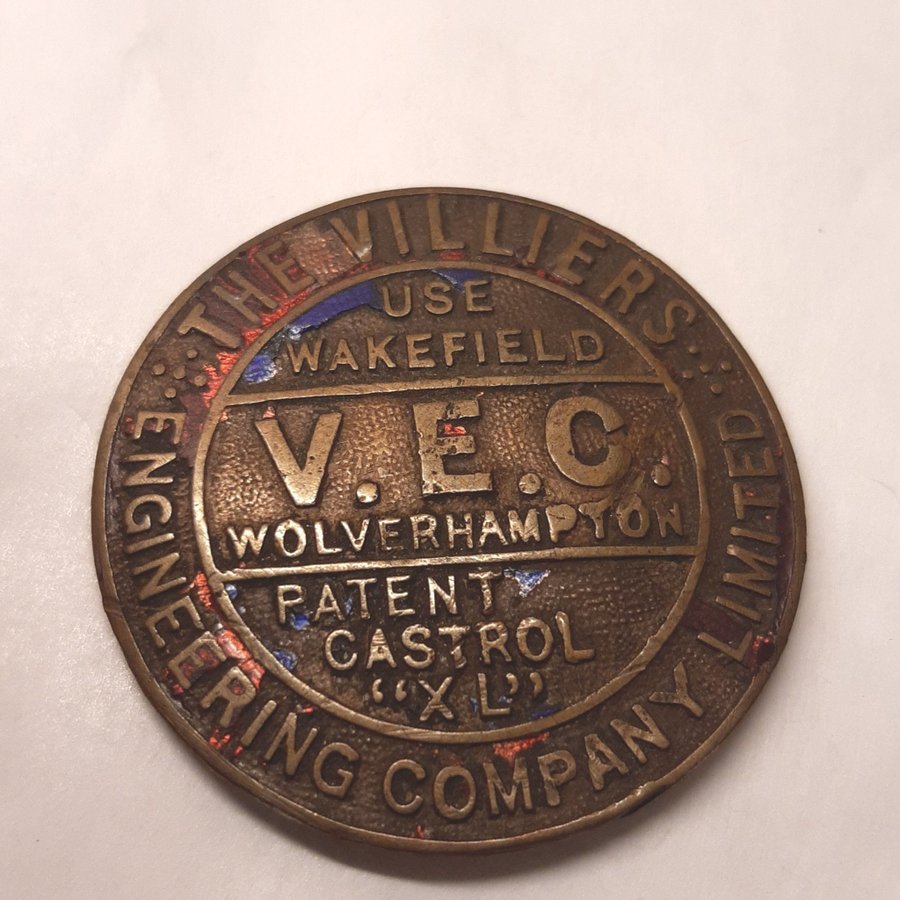 THE VILLIERS
ENGINEERING COMPANY LIMITED
USE
WAKEFIELD
V.E.C.
WOLVERHAMPTON
PATENT
CASTROL
“XL”